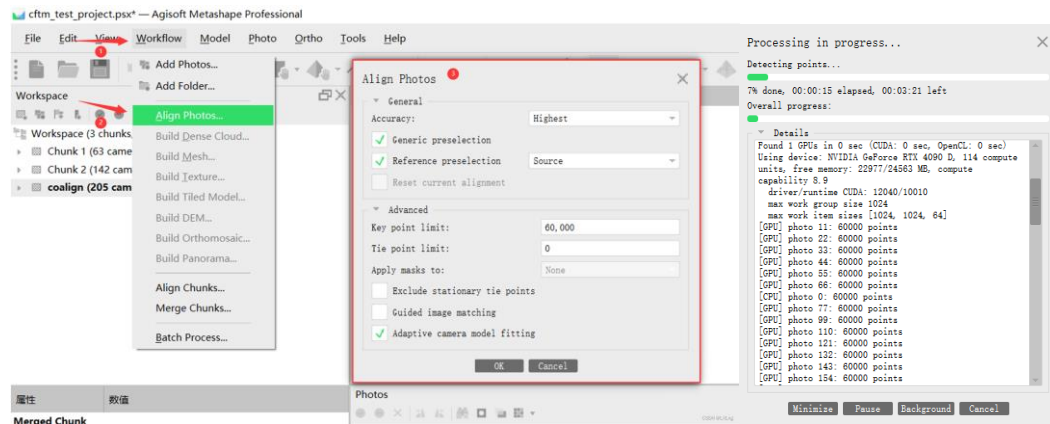 cftm_test_project.psx* — Agisoft Metashape Professional
File Edit View Workflow Model Photo Ortho Tools Help
1
Workspace
2
Workspace (3 chunks,
Chunk 1 (63 came
Chunk 2 (142 cam
coalign (205 cam
Add Photos...
Add Folder...
Align Photos...
Build Dense Cloud...
Build Mesh...
Build Texture...
Build Tiled Model...
Build DEM...
Build Orthomosaic...
Build Panorama...
Align Chunks...
Merge Chunks...
Batch Process...
属性 数值
Merged Chunk
Align Photos 3
General
Accuracy: Highest
Generic preselection
Reference preselection Source
Reset current alignment
Advanced
Key point limit: 60,000
Tie point limit: 0
Apply masks to: None
Exclude stationary tie points
Guided image matching
Adaptive camera model fitting
OK Cancel
Photos
Processing in progress...
Detecting points...
7% done, 00:00:15 elapsed, 00:03:21 left
Overall progress:
Details
Found 1 GPUs in 0 sec (CUDA: 0 sec, OpenCL: 0 sec)
Using device: NVIDIA GeForce RTX 4090 D, 114 compute
units, free memory: 22977/24563 MB, compute
capability 8.9
driver/runtime CUDA: 12040/10010
max work group size 1024
max work item sizes [1024, 1024, 64]
[GPU] photo 11: 60000 points
[GPU] photo 22: 60000 points
[GPU] photo 33: 60000 points
[GPU] photo 44: 60000 points
[GPU] photo 55: 60000 points
[GPU] photo 66: 60000 points
[CPU] photo 0: 60000 points
[GPU] photo 77: 60000 points
[GPU] photo 99: 60000 points
[GPU] photo 110: 60000 points
[GPU] photo 121: 60000 points
[GPU] photo 132: 60000 points
[GPU] photo 143: 60000 points
[GPU] photo 154: 60000 points
Minimize Pause Background Cancel